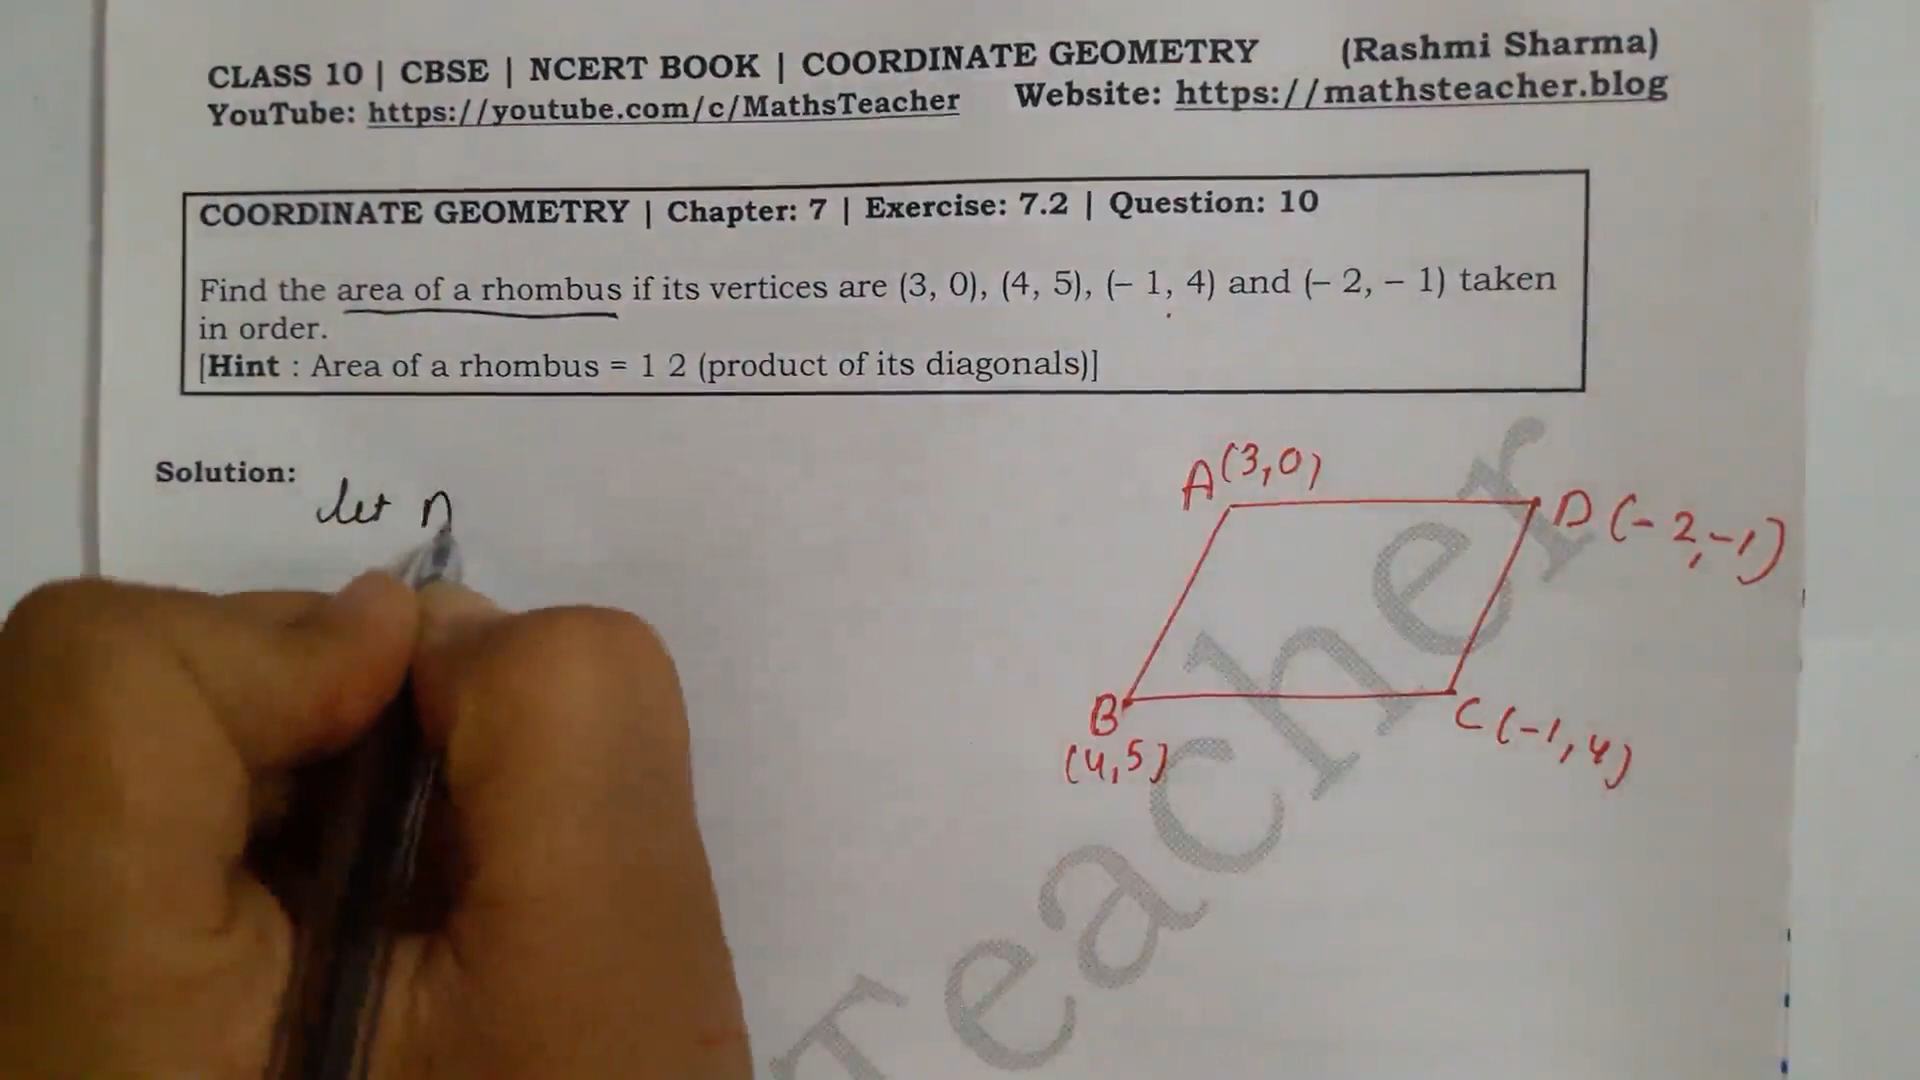 CLASS 10 | CBSE | NCERT BOOK | COORDINATE GEOMETRY (Rashmi Sharma)
YouTube: https://youtube.com/c/MathsTeacher Website: https://mathsteacher.blog
COORDINATE GEOMETRY | Chapter: 7 | Exercise: 7.2 | Question: 10
Find the area of a rhombus if its vertices are (3, 0), (4, 5), (– 1, 4) and (– 2, – 1) taken
in order.
[Hint : Area of a rhombus = 1 2 (product of its diagonals)]
Solution:
let
A(3,0)
D(-2,-1)
B
(4,5)
C(-1,4)
Teacher